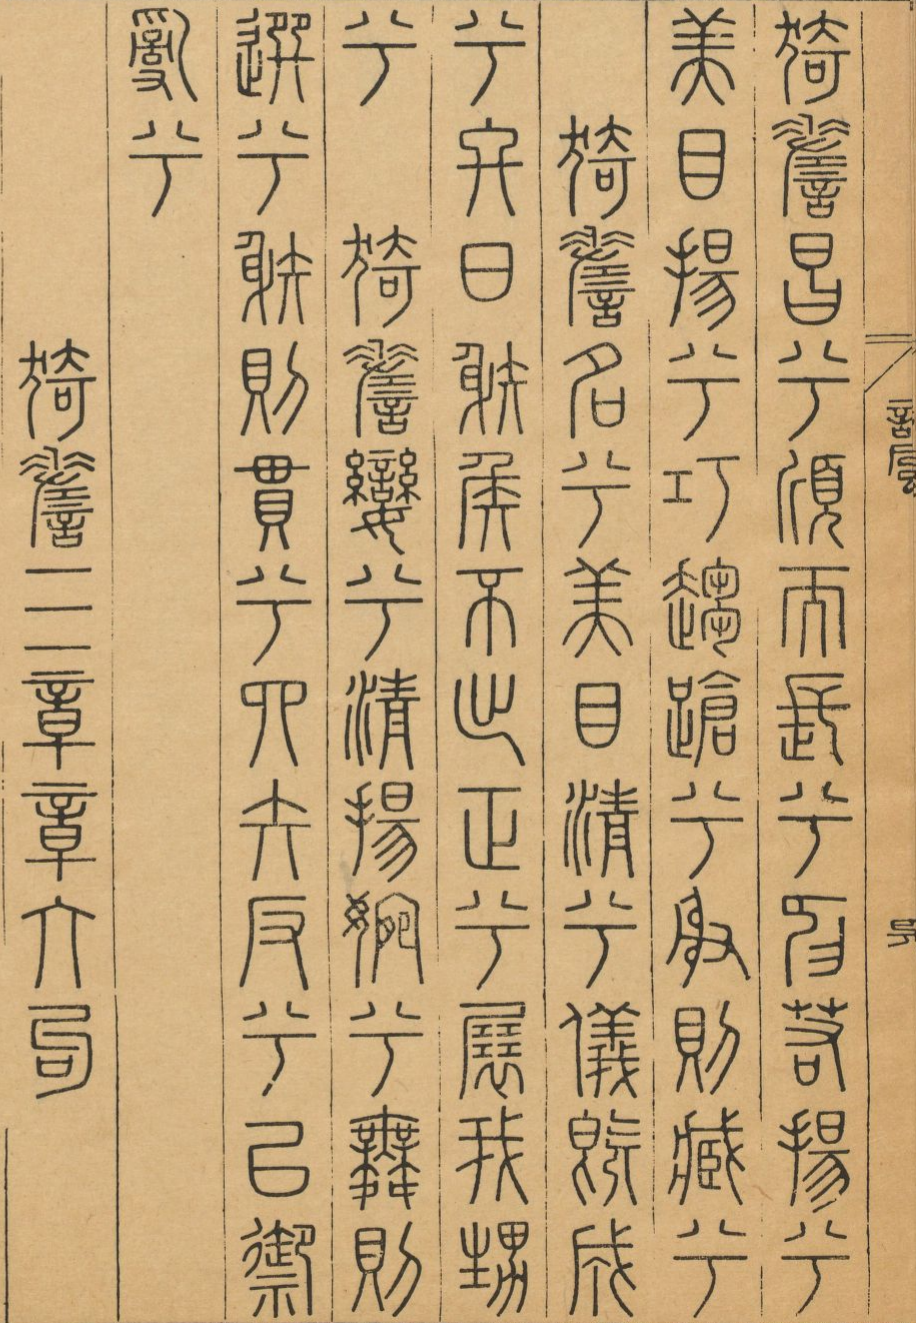 猗嗟昌兮頎而長兮抑若揚兮
美目揚兮巧趨蹌兮射則臧兮
猗嗟名兮美目清兮儀既成
兮終日射侯不出正兮展我甥
兮　猗嗟孌兮清揚婉兮舞則
選兮射則貫兮四矢反兮以禦
亂兮
猗嗟三章章六句